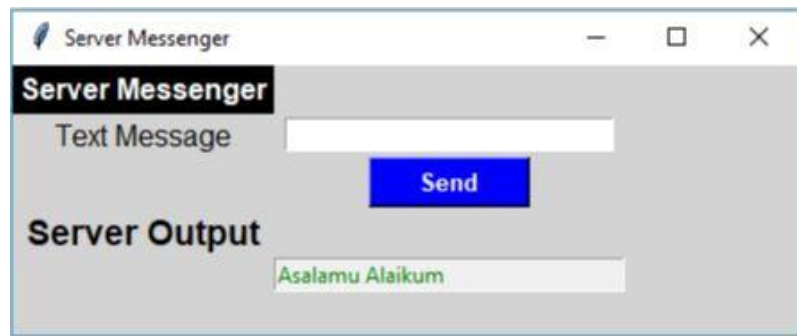 Server Messenger
Server Messenger
Text Message
Send
Server Output
Asalamu Alaikum